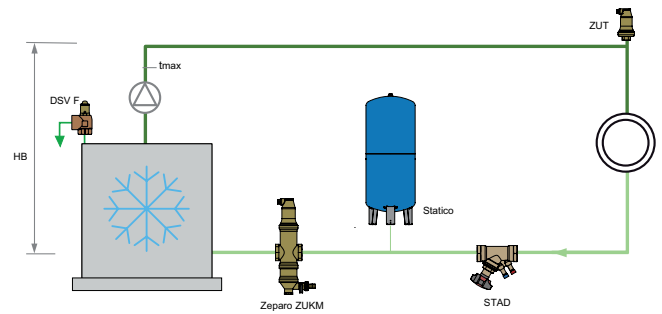 ZUT
tmax
DSV F
HB
Statico
Zeparo ZUKM
STAD